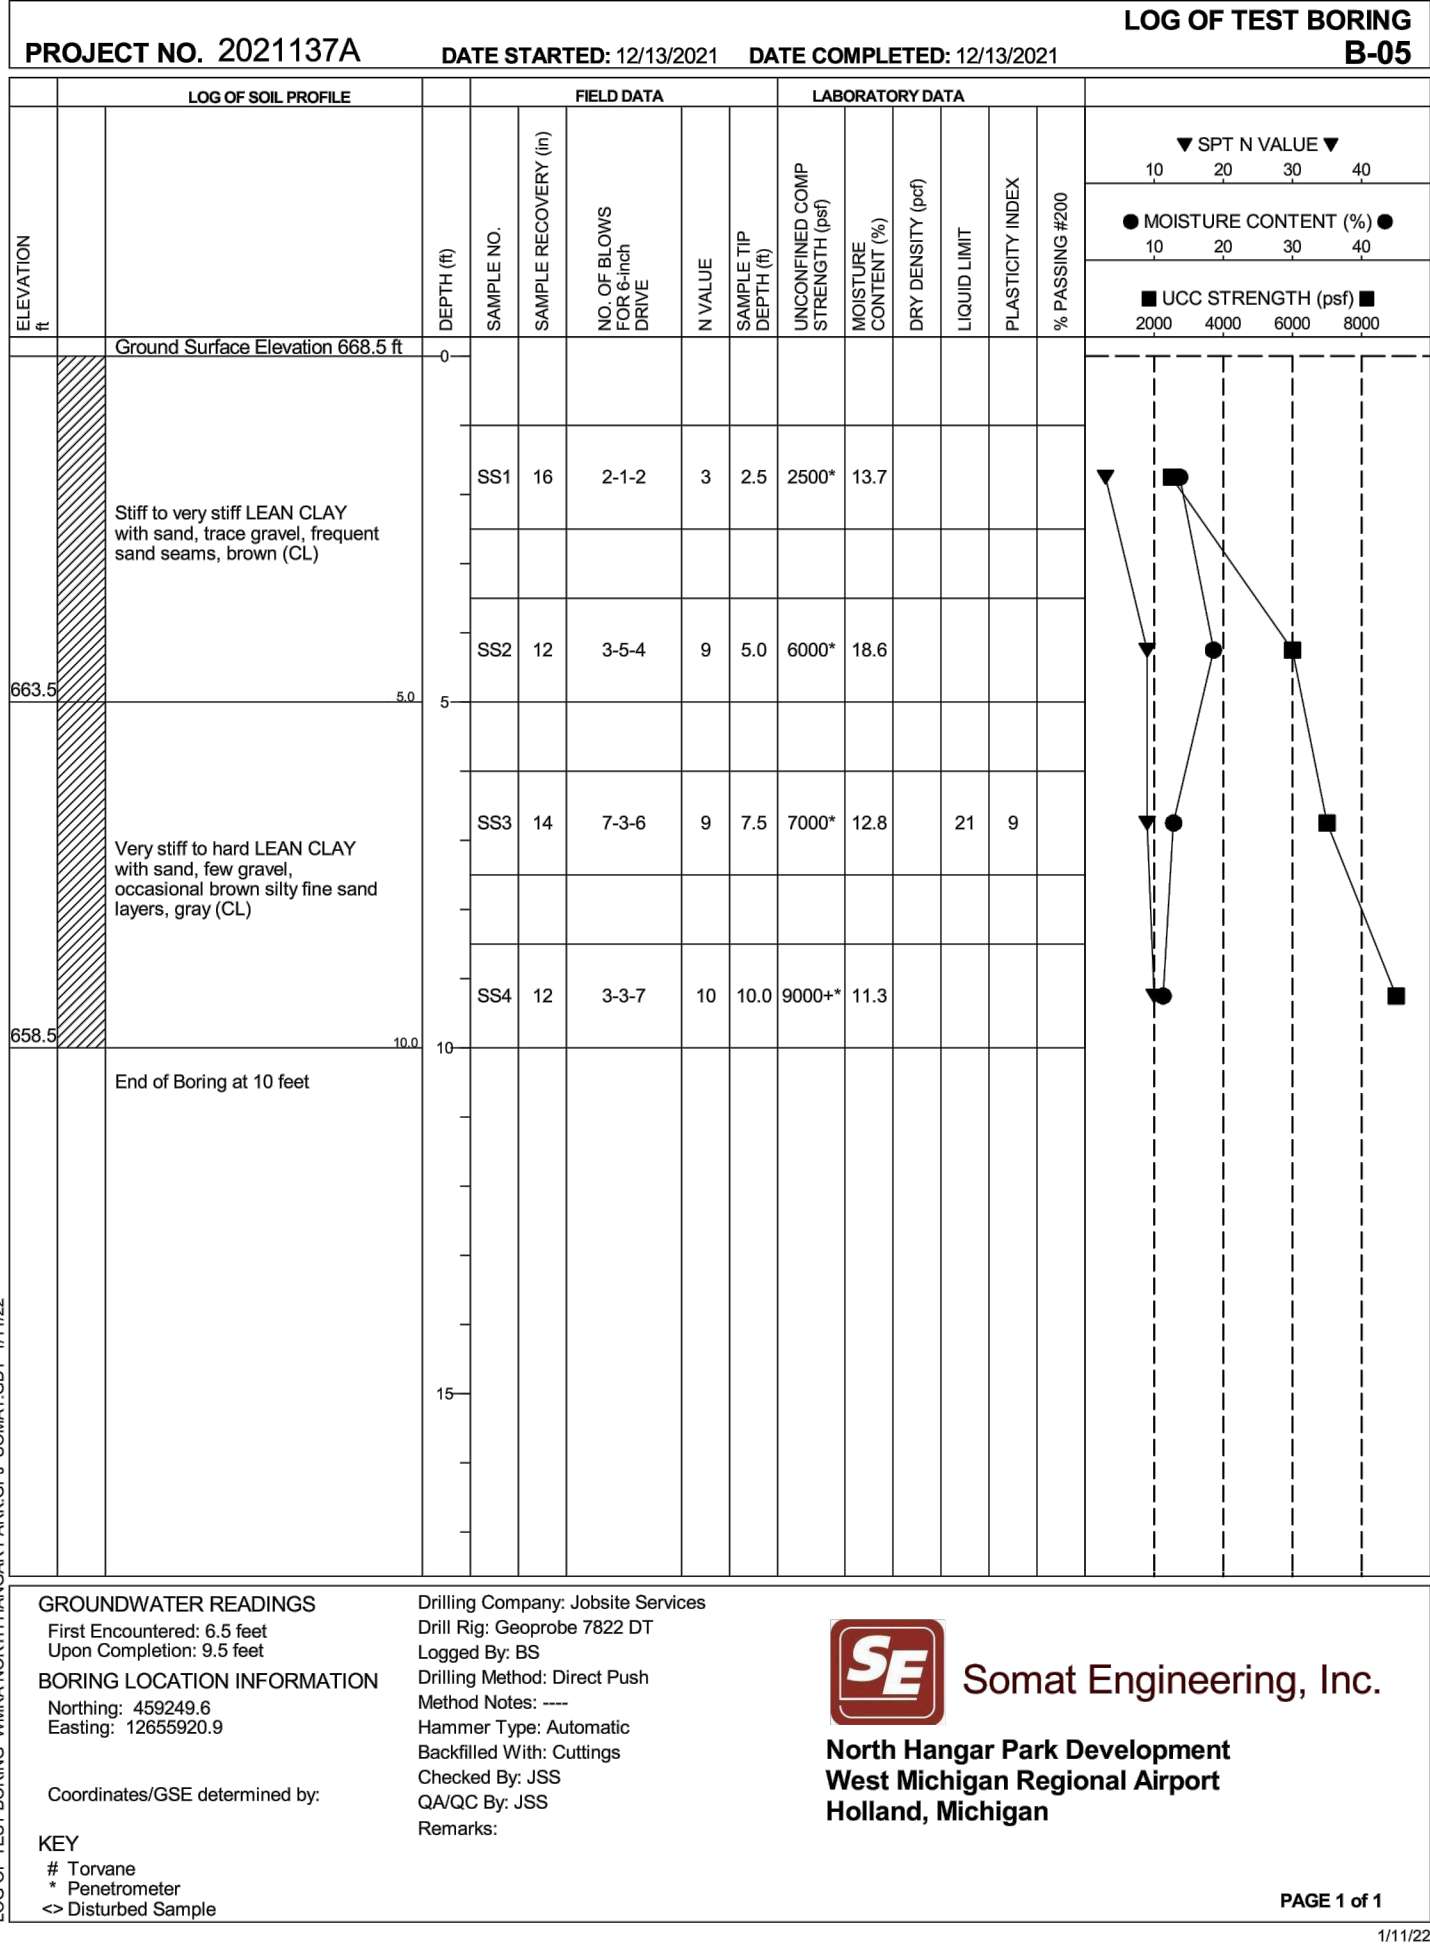 LOG OF TEST BORING
PROJECT NO. 2021137A DATE STARTED: 12/13/2021 DATE COMPLETED: 12/13/2021 B-05
LOG OF SOIL PROFILE FIELD DATA LABORATORY DATA
ELEVATION ft
DEPTH (ft)
SAMPLE NO.
SAMPLE RECOVERY (in)
NO. OF BLOWS FOR 6-inch DRIVE
N VALUE
SAMPLE TIP DEPTH (ft)
UNCONFINED COMP STRENGTH (psf)
MOISTURE CONTENT (%)
DRY DENSITY (pcf)
LIQUID LIMIT
PLASTICITY INDEX
% PASSING #200
▼ SPT N VALUE ▼
10 20 30 40
● MOISTURE CONTENT (%) ●
10 20 30 40
■ UCC STRENGTH (psf) ■
2000 4000 6000 8000
Ground Surface Elevation 668.5 ft
0
SS1 16 2-1-2 3 2.5 2500* 13.7
Stiff to very stiff LEAN CLAY
with sand, trace gravel, frequent
sand seams, brown (CL)
SS2 12 3-5-4 9 5.0 6000* 18.6
663.5 5.0 5
SS3 14 7-3-6 9 7.5 7000* 12.8 21 9
Very stiff to hard LEAN CLAY
with sand, few gravel,
occasional brown silty fine sand
layers, gray (CL)
SS4 12 3-3-7 10 10.0 9000+* 11.3
658.5 10.0 10
End of Boring at 10 feet
15
GROUNDWATER READINGS
First Encountered: 6.5 feet
Upon Completion: 9.5 feet
BORING LOCATION INFORMATION
Northing: 459249.6
Easting: 12655920.9
Coordinates/GSE determined by:
KEY
# Torvane
* Penetrometer
<> Disturbed Sample
Drilling Company: Jobsite Services
Drill Rig: Geoprobe 7822 DT
Logged By: BS
Drilling Method: Direct Push
Method Notes: ----
Hammer Type: Automatic
Backfilled With: Cuttings
Checked By: JSS
QA/QC By: JSS
Remarks:
SE
Somat Engineering, Inc.
North Hangar Park Development
West Michigan Regional Airport
Holland, Michigan
PAGE 1 of 1
1/11/22